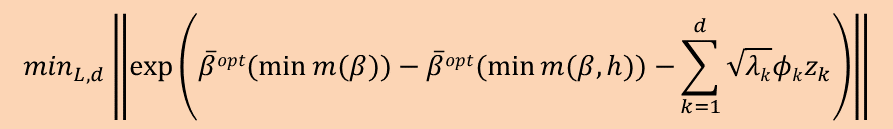 min_{L,d} ‖exp( β̄^{opt}(min m(β)) − β̄^{opt}(min m(β, h)) − ∑_{k=1}^{d} √λ_k ϕ_k z_k )‖